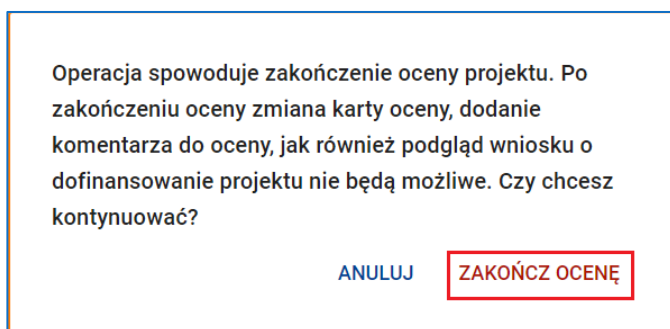 Operacja spowoduje zakończenie oceny projektu. Po
zakończeniu oceny zmiana karty oceny, dodanie
komentarza do oceny, jak również podgląd wniosku o
dofinansowanie projektu nie będą możliwe. Czy chcesz
kontynuować?
ANULUJ ZAKOŃCZ OCENĘ